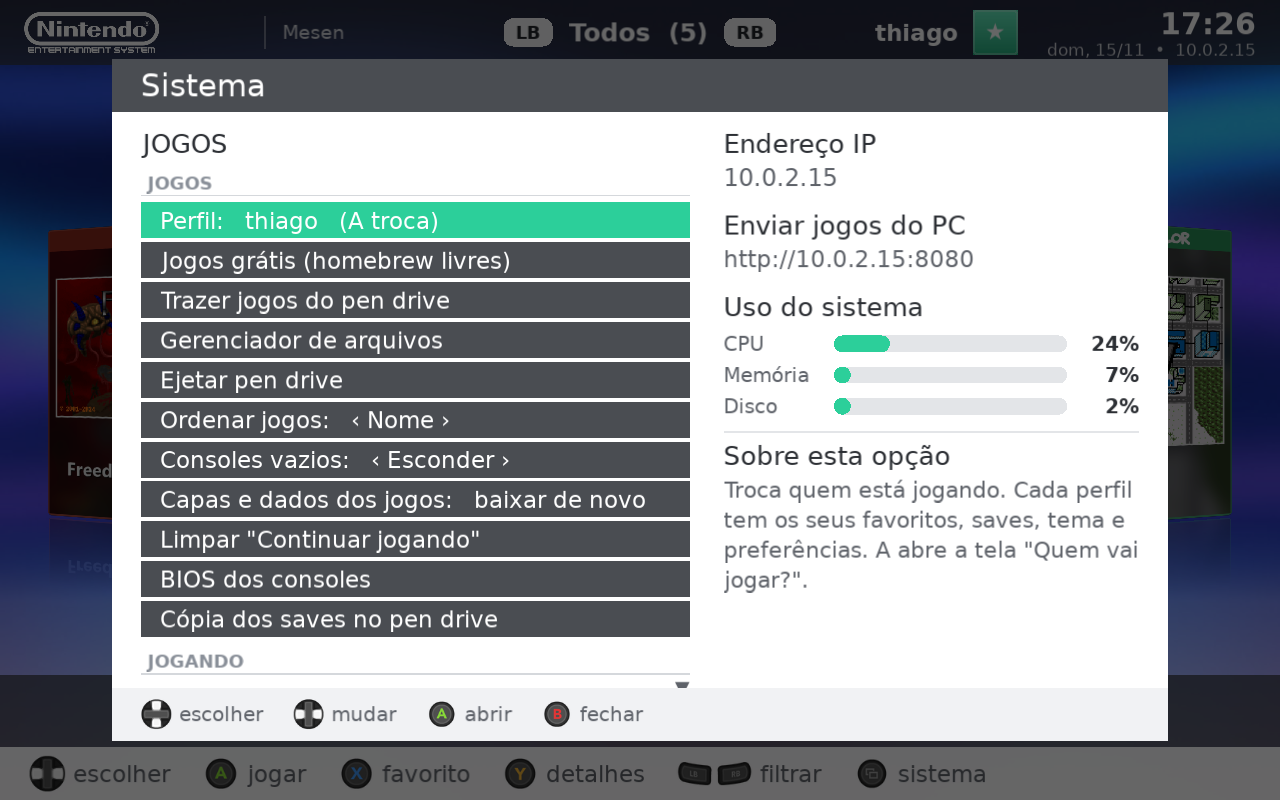 Nintendo
ENTERTAINMENT SYSTEM
Mesen
LB Todos (5) RB
thiago
17:26
dom, 15/11 • 10.0.2.15
Sistema
JOGOS
JOGOS
Perfil: thiago (A troca)
Jogos grátis (homebrew livres)
Trazer jogos do pen drive
Gerenciador de arquivos
Ejetar pen drive
Ordenar jogos: ‹ Nome ›
Consoles vazios: ‹ Esconder ›
Capas e dados dos jogos: baixar de novo
Limpar "Continuar jogando"
BIOS dos consoles
Cópia dos saves no pen drive
JOGANDO
Endereço IP
10.0.2.15
Enviar jogos do PC
http://10.0.2.15:8080
Uso do sistema
CPU 24%
Memória 7%
Disco 2%
Sobre esta opção
Troca quem está jogando. Cada perfil
tem os seus favoritos, saves, tema e
preferências. A abre a tela "Quem vai
jogar?".
Freed
LOR
escolher mudar A abrir B fechar
escolher A jogar X favorito Y detalhes LB RB filtrar sistema